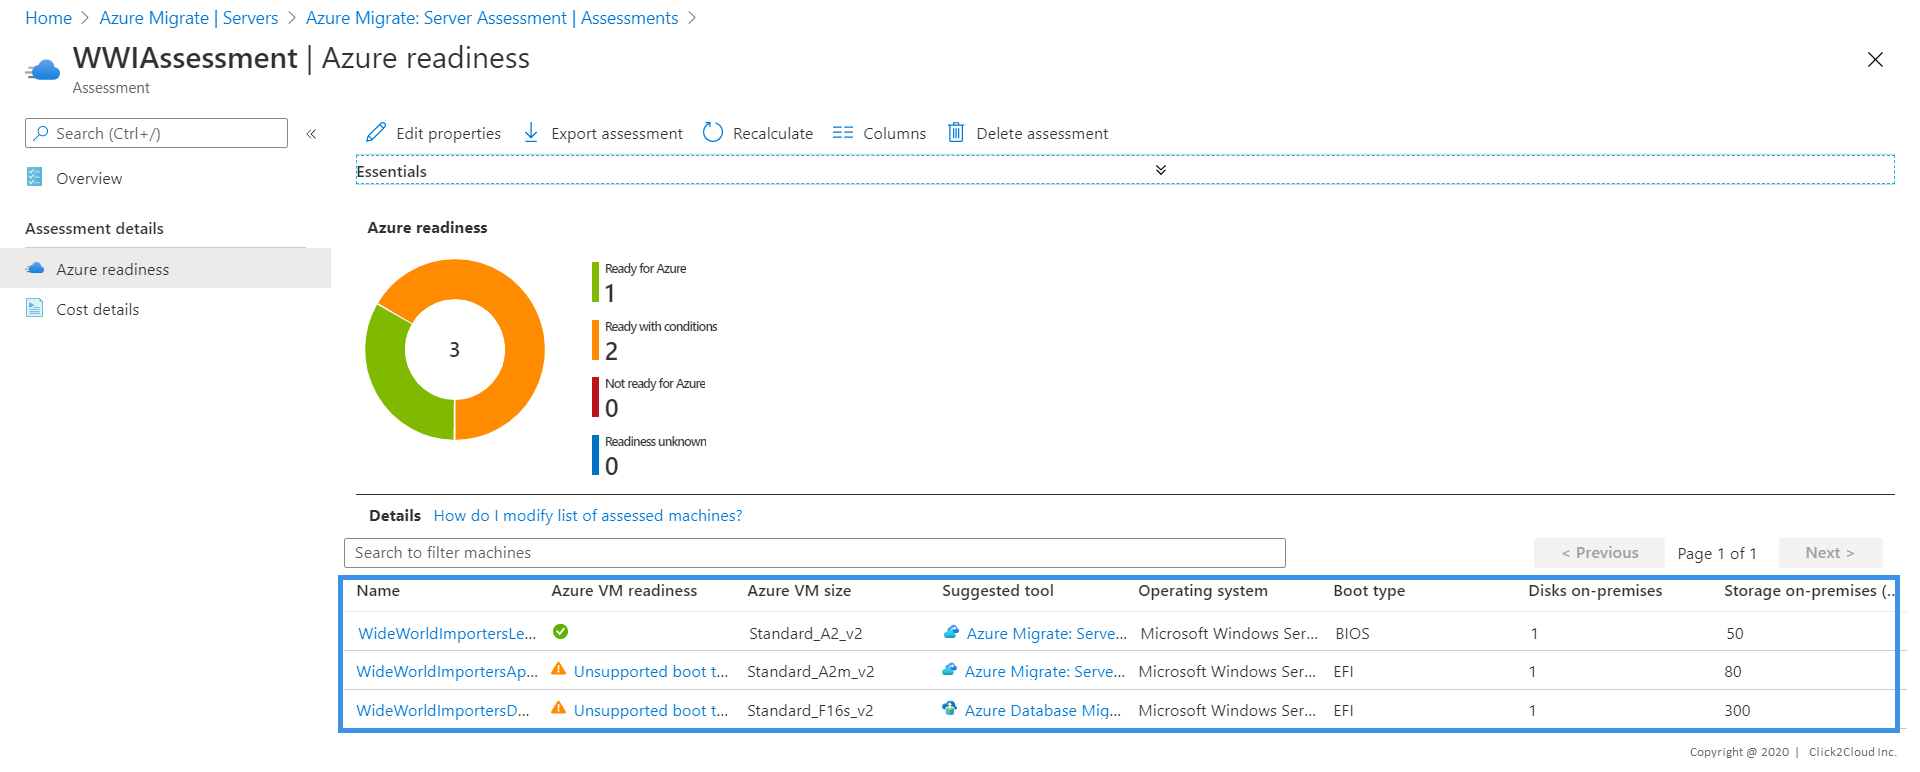 Home > Azure Migrate | Servers > Azure Migrate: Server Assessment | Assessments >
WWIAssessment | Azure readiness
Assessment
Search (Ctrl+/) «
Edit properties Export assessment Recalculate Columns Delete assessment
Essentials
Overview
Assessment details
Azure readiness
Cost details
Azure readiness
3
Ready for Azure
1
Ready with conditions
2
Not ready for Azure
0
Readiness unknown
0
Details How do I modify list of assessed machines?
Search to filter machines < Previous Page 1 of 1 Next >
Name Azure VM readiness Azure VM size Suggested tool Operating system Boot type Disks on-premises Storage on-premises (...
WideWorldImportersLe... Standard_A2_v2 Azure Migrate: Serve... Microsoft Windows Ser... BIOS 1 50
WideWorldImportersAp... Unsupported boot t... Standard_A2m_v2 Azure Migrate: Serve... Microsoft Windows Ser... EFI 1 80
WideWorldImportersD... Unsupported boot t... Standard_F16s_v2 Azure Database Mig... Microsoft Windows Ser... EFI 1 300
Copyright @ 2020 | Click2Cloud Inc.